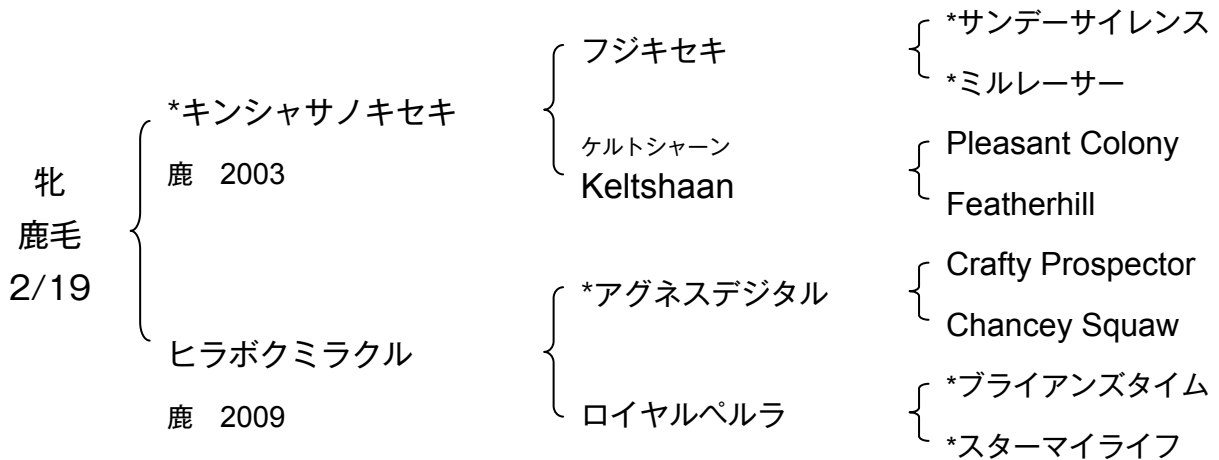 牝
鹿毛
2/19
*キンシャサノキセキ
鹿 2003
ヒラボクミラクル
鹿 2009
フジキセキ
ケルトシャーン
Keltshaan
*アグネスデジタル
ロイヤルペルラ
*サンデーサイレンス
*ミルレーサー
Pleasant Colony
Featherhill
Crafty Prospector
Chancey Squaw
*ブライアンズタイム
*スターマイライフ